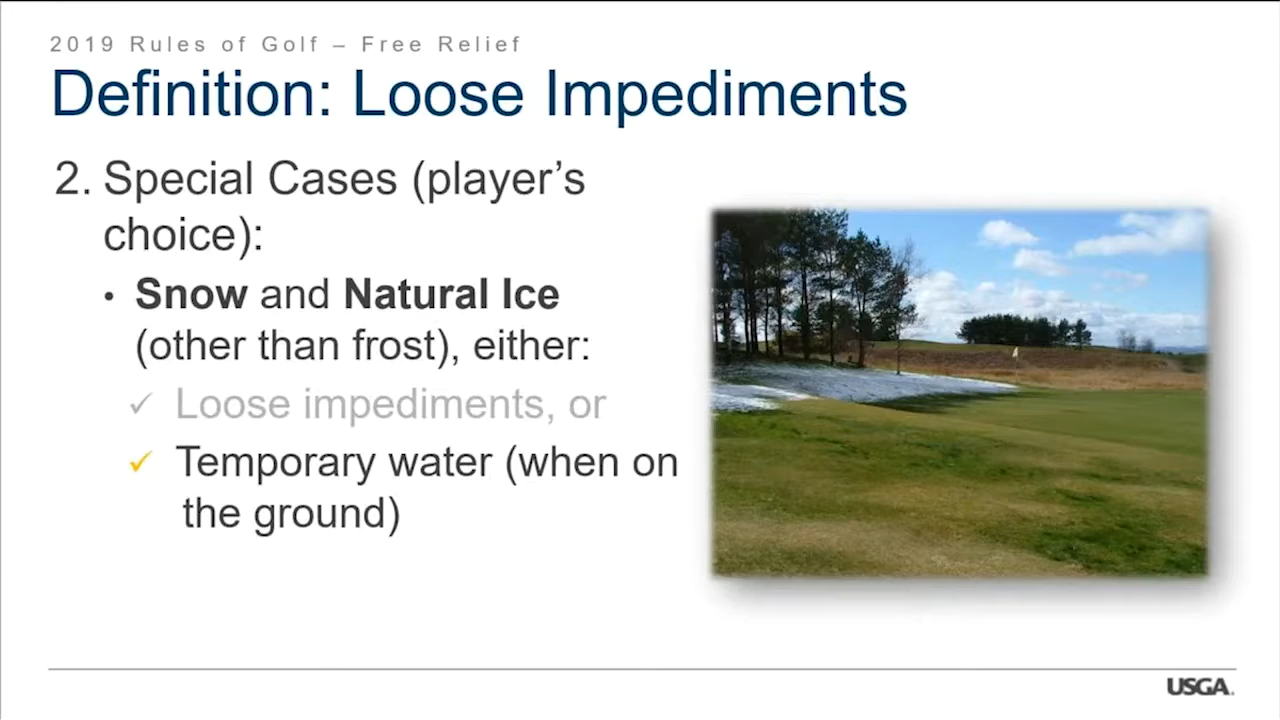 2019 Rules of Golf – Free Relief
Definition: Loose Impediments
2. Special Cases (player’s
choice):
• Snow and Natural Ice
(other than frost), either:
✓ Loose impediments, or
✓ Temporary water (when on
the ground)
USGA.